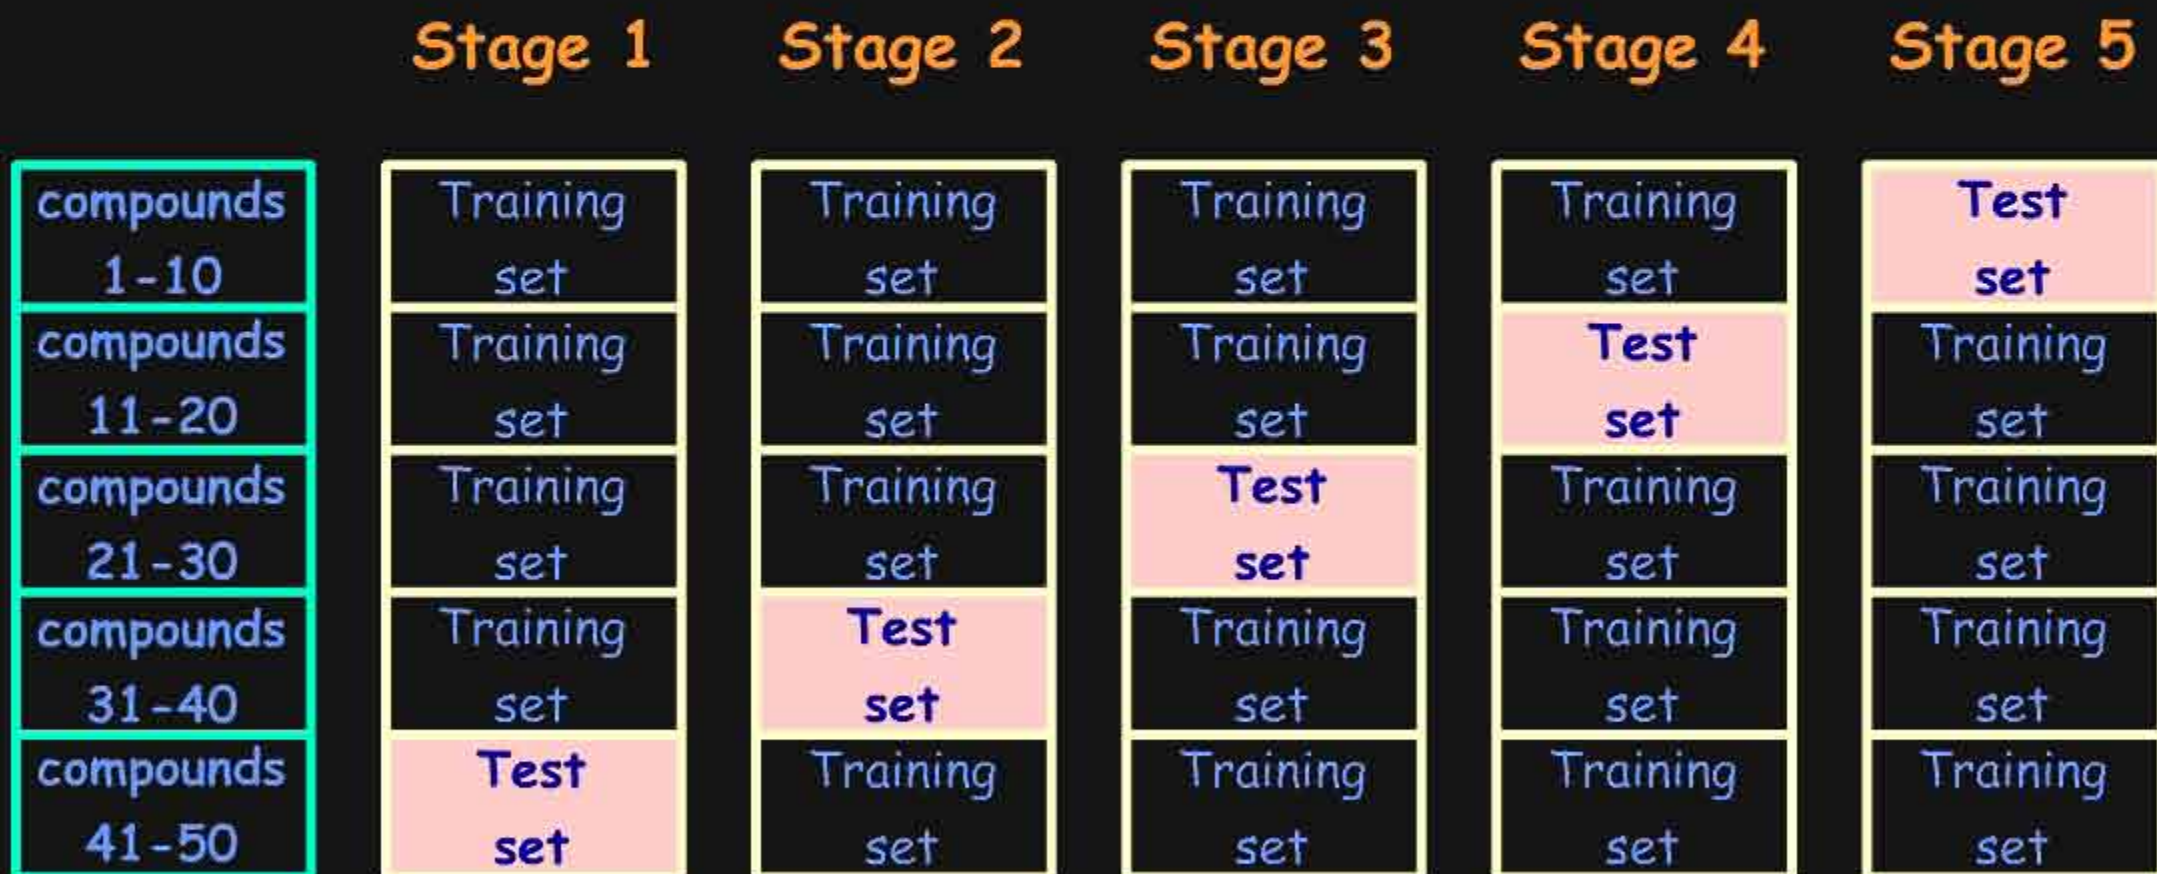 Stage 1 Stage 2 Stage 3 Stage 4 Stage 5
compounds Training Training Training Training Test
1-10 set set set set set
compounds Training Training Training Test Training
11-20 set set set set set
compounds Training Training Test Training Training
21-30 set set set set set
compounds Training Test Training Training Training
31-40 set set set set set
compounds Test Training Training Training Training
41-50 set set set set set